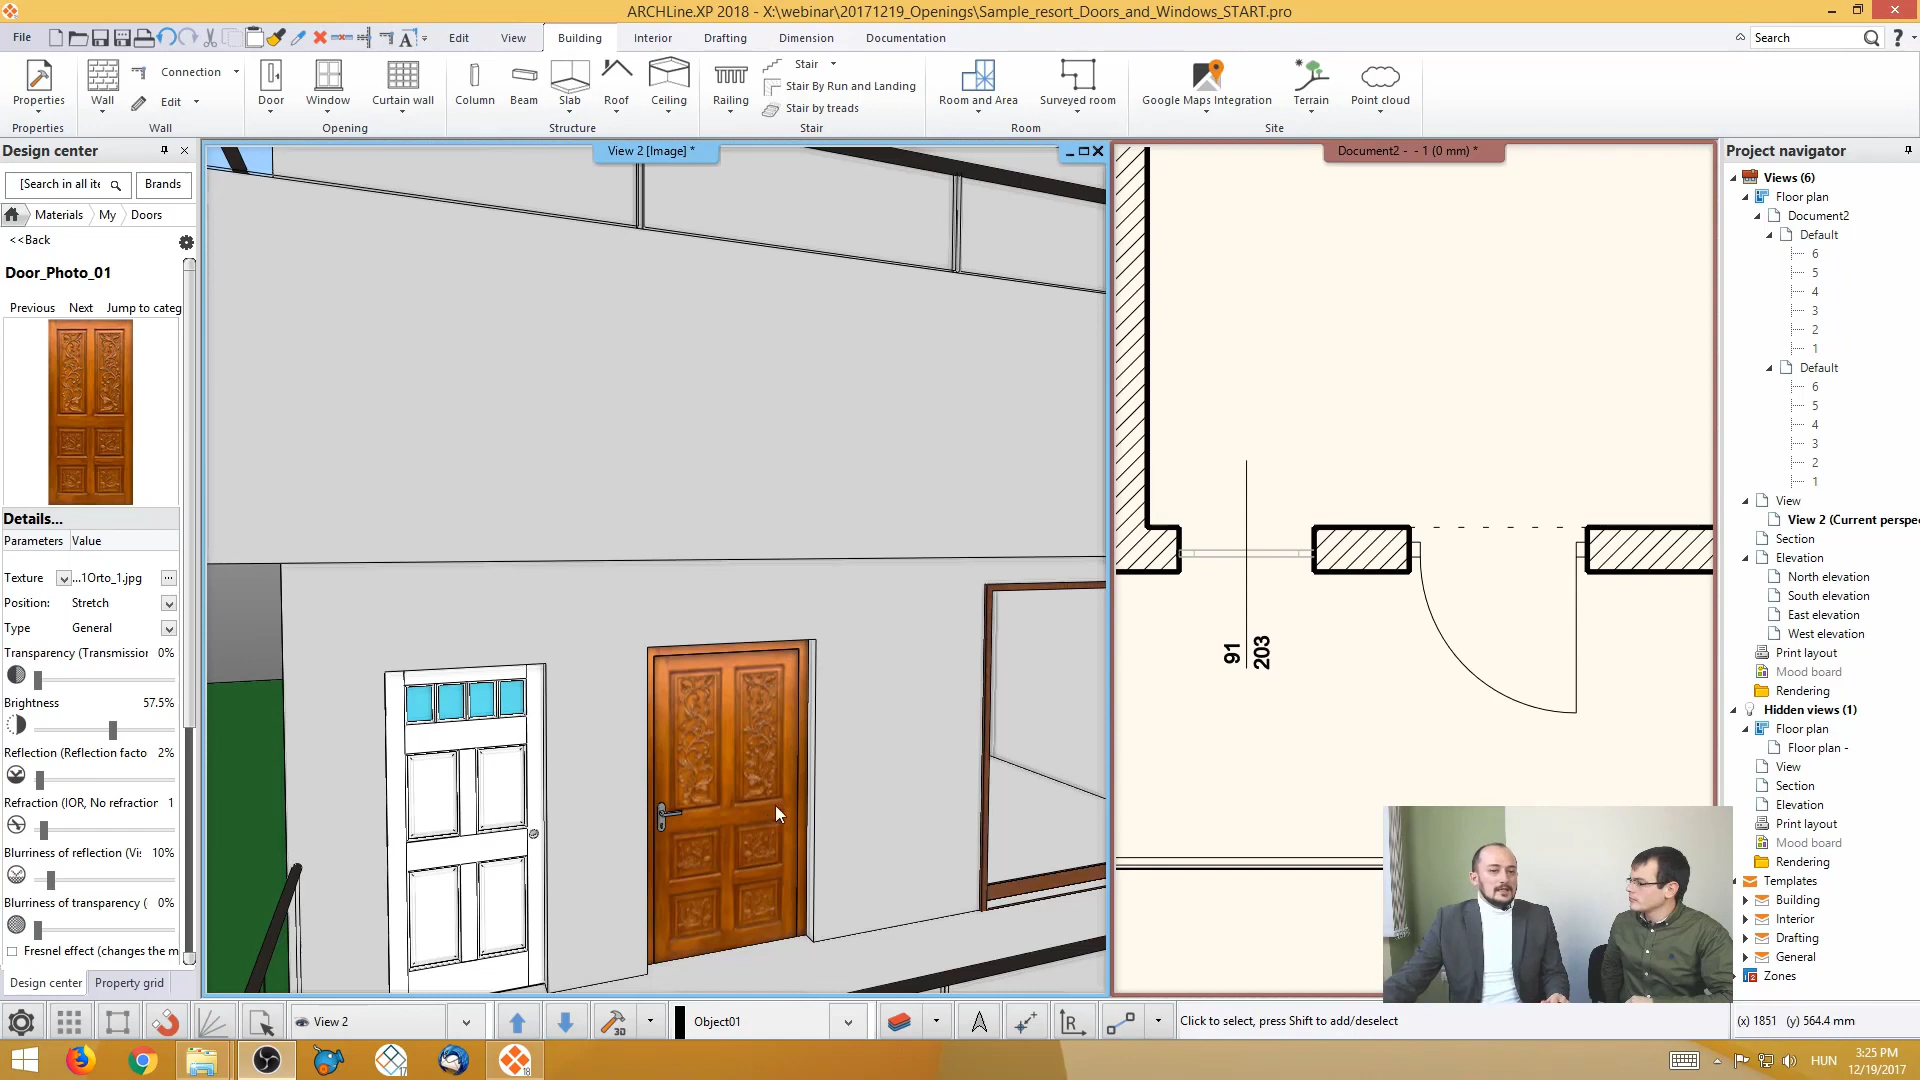 ARCHLine.XP 2018 - X:\webinar\20171219_Openings\Sample_resort_Doors_and_Windows_START.pro
File
Edit
View
Building
Interior
Drafting
Dimension
Documentation
Search
Properties
Wall
Connection
Edit
Door
Window
Curtain wall
Column
Beam
Slab
Roof
Ceiling
Railing
Stair
Stair By Run and Landing
Stair by treads
Room and Area
Surveyed room
Google Maps Integration
Terrain
Point cloud
Properties
Wall
Opening
Structure
Stair
Room
Site
Design center
[Search in all ite
Brands
Materials
My
Doors
<<Back
Door_Photo_01
Previous
Next
Jump to categ
Details...
Parameters
Value
Texture
...1Orto_1.jpg
Position:
Stretch
Type
General
Transparency (Transmission
0%
Brightness
57.5%
Reflection (Reflection facto
2%
Refraction (IOR, No refraction
1
Blurriness of reflection (Vis
10%
Blurriness of transparency (
0%
Fresnel effect (changes the m
Design center
Property grid
View 2 [Image] *
Document2 - - 1 (0 mm) *
91
203
Project navigator
Views (6)
Floor plan
Document2
Default
6
5
4
3
2
1
Default
6
5
4
3
2
1
View
View 2 (Current perspe
Section
Elevation
North elevation
South elevation
East elevation
West elevation
Print layout
Mood board
Rendering
Hidden views (1)
Floor plan
Floor plan -
View
Section
Elevation
Print layout
Mood board
Rendering
Templates
Building
Interior
Drafting
General
Zones
View 2
3D
Object01
Click to select, press Shift to add/deselect
(x) 1851 (y) 564.4 mm
17
18
HUN
3:25 PM
12/19/2017